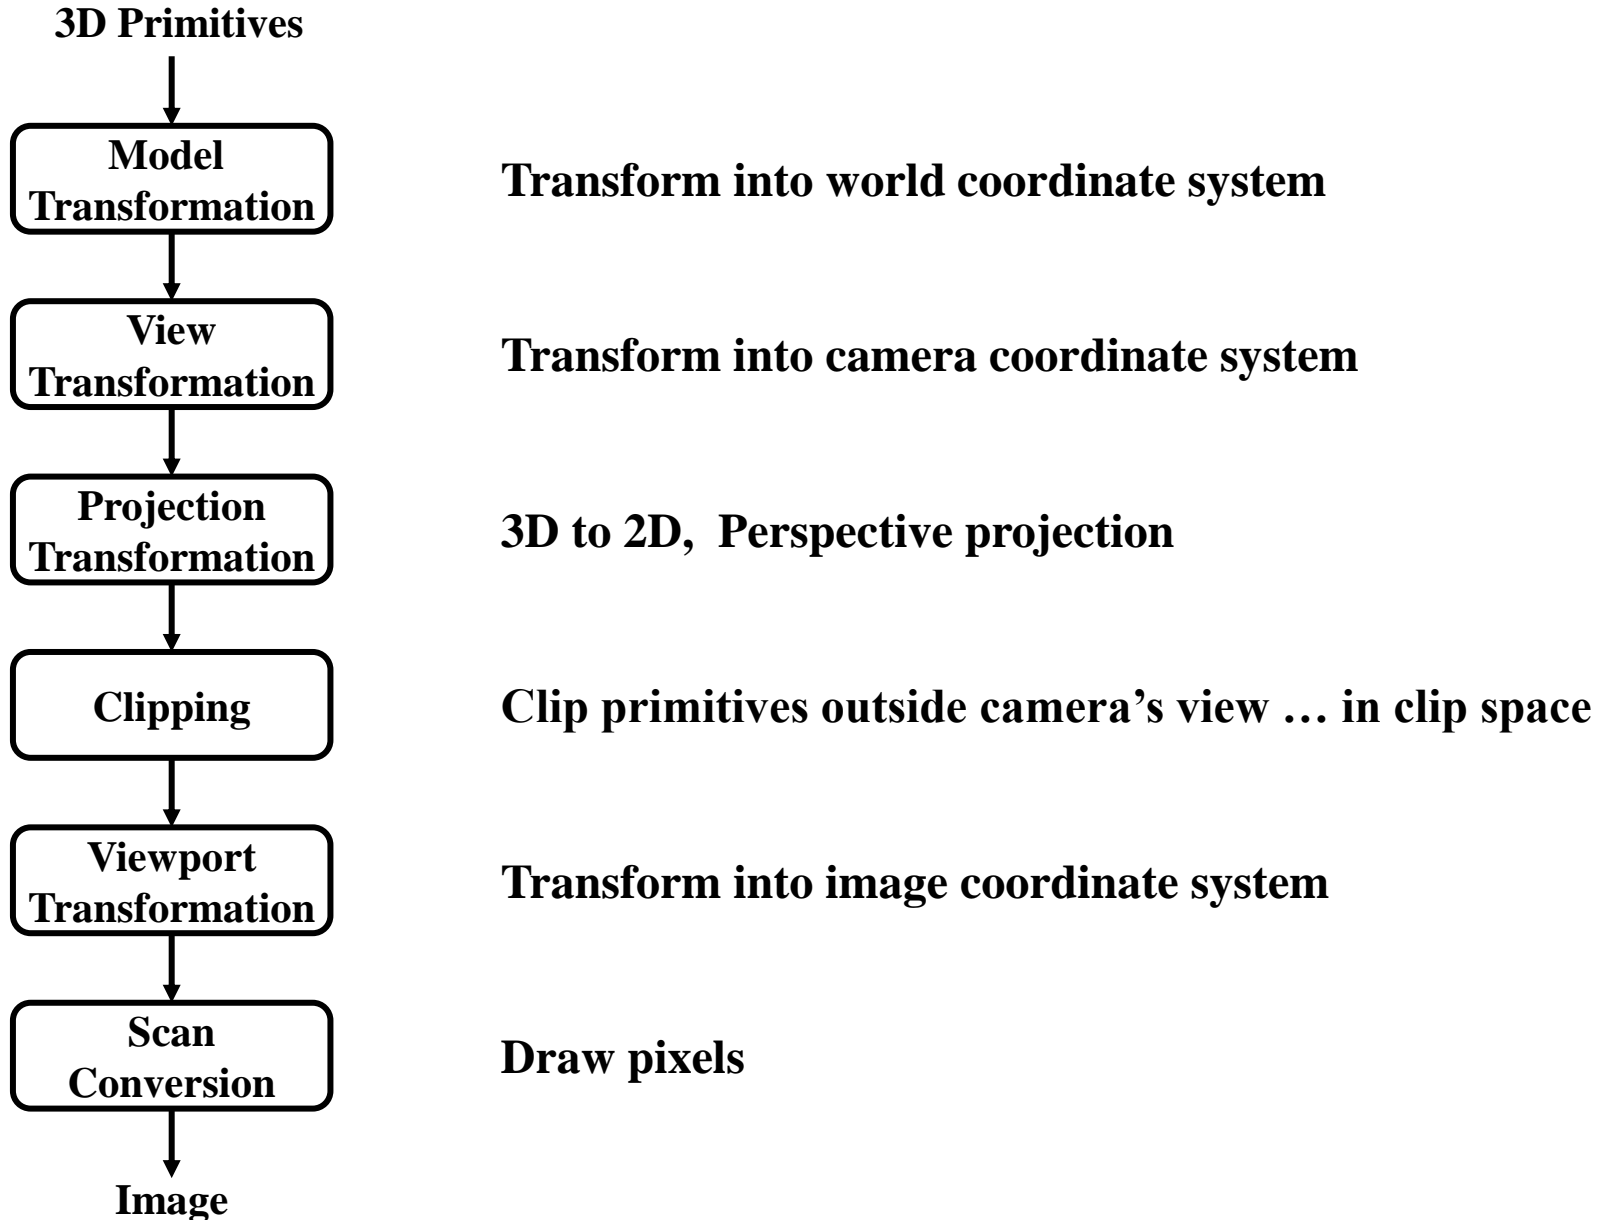 3D Primitives
Model
Transformation
Transform into world coordinate system
View
Transformation
Transform into camera coordinate system
Projection
Transformation
3D to 2D,  Perspective projection
Clipping
Clip primitives outside camera’s view … in clip space
Viewport
Transformation
Transform into image coordinate system
Scan
Conversion
Draw pixels
Image